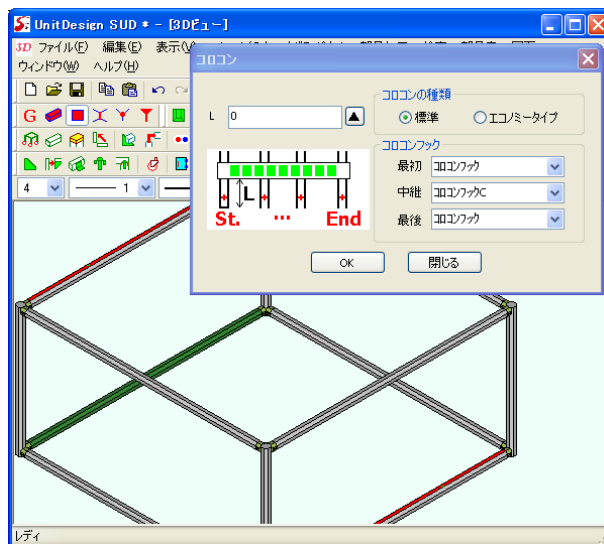 UnitDesign SUD * - [3Dビュー]
3D ファイル(F) 編集(E) 表示(V)
ウィンドウ(W) ヘルプ(H)
コロコン
L 0
コロコンの種類
標準 エコノミータイプ
コロコンフック
最初 コロコンフック
中継 コロコンフックC
最後 コロコンフック
L
St. … End
OK 閉じる
G
4 1
レディ